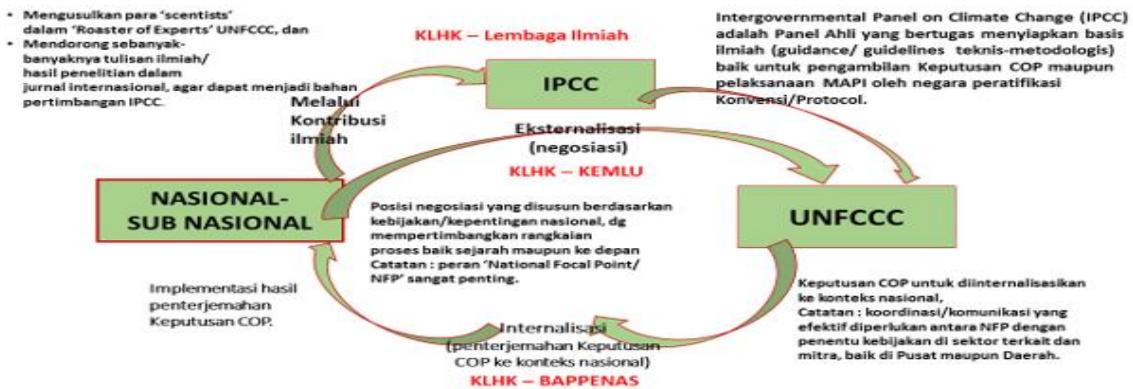 • Mengusulkan para 'scentists'
dalam 'Roaster of Experts' UNFCCC, dan
• Mendorong sebanyak-
banyaknya tulisan ilmiah/
hasil penelitian dalam
jurnal internasional, agar dapat menjadi bahan
pertimbangan IPCC.
KLHK – Lembaga Ilmiah
IPCC
Intergovernmental Panel on Climate Change (IPCC)
adalah Panel Ahli yang bertugas menyiapkan basis
ilmiah (guidance/ guidelines teknis-metodologis)
baik untuk pengambilan Keputusan COP maupun
pelaksanaan MAPI oleh negara peratifikasi
Konvensi/Protocol.
Melalui
Kontribusi
ilmiah
Eksternalisasi
(negosiasi)
KLHK – KEMLU
NASIONAL-
SUB NASIONAL
Posisi negosiasi yang disusun berdasarkan
kebijakan/kepentingan nasional, dg
mempertimbangkan rangkaian
proses baik sejarah maupun ke depan
Catatan : peran 'National Focal Point/
NFP' sangat penting.
UNFCCC
Implementasi hasil
penterjemahan
Keputusan COP.
Internalisasi
(penterjemahan Keputusan
COP ke konteks nasional)
KLHK – BAPPENAS
Keputusan COP untuk diinternalisasikan
ke konteks nasional,
Catatan : koordinasi/komunikasi yang
efektif diperlukan antara NFP dengan
penentu kebijakan di sektor terkait dan
mitra, baik di Pusat maupun Daerah.